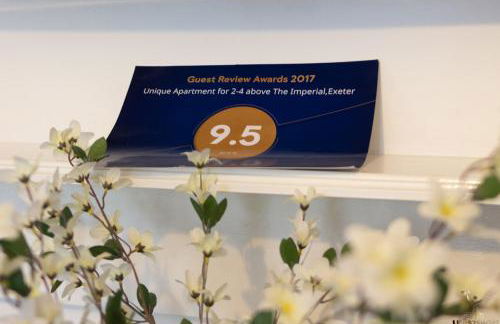 Guest Review Awards 2017
Unique Apartment for 2-4 above The Imperial,Exeter
9.5